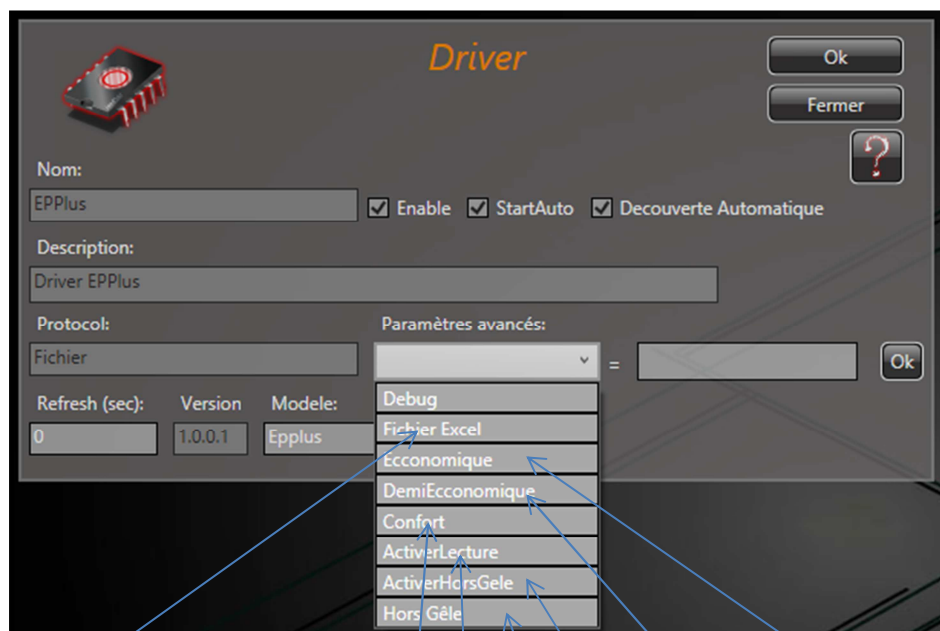 Driver
Ok
Fermer
Nom:
EPPlus
Enable StartAuto Decouverte Automatique
Description:
Driver EPPlus
Protocol: Paramètres avancés:
Fichier = Ok
Refresh (sec): Version Modele:
0 1.0.0.1 Epplus
Debug
Fichier Excel
Ecconomique
DemiEcconomique
Confort
ActiverLecture
ActiverHorsGele
Hors Gêle